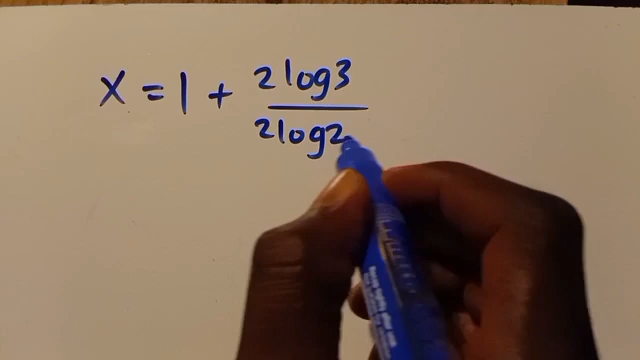 x = 1 + 2log3
2log2